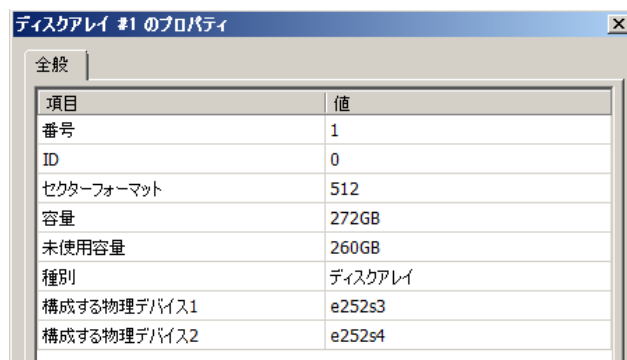 ディスクアレイ #1 のプロパティ
全般
項目 値
番号 1
ID 0
セクターフォーマット 512
容量 272GB
未使用容量 260GB
種別 ディスクアレイ
構成する物理デバイス1 e252s3
構成する物理デバイス2 e252s4